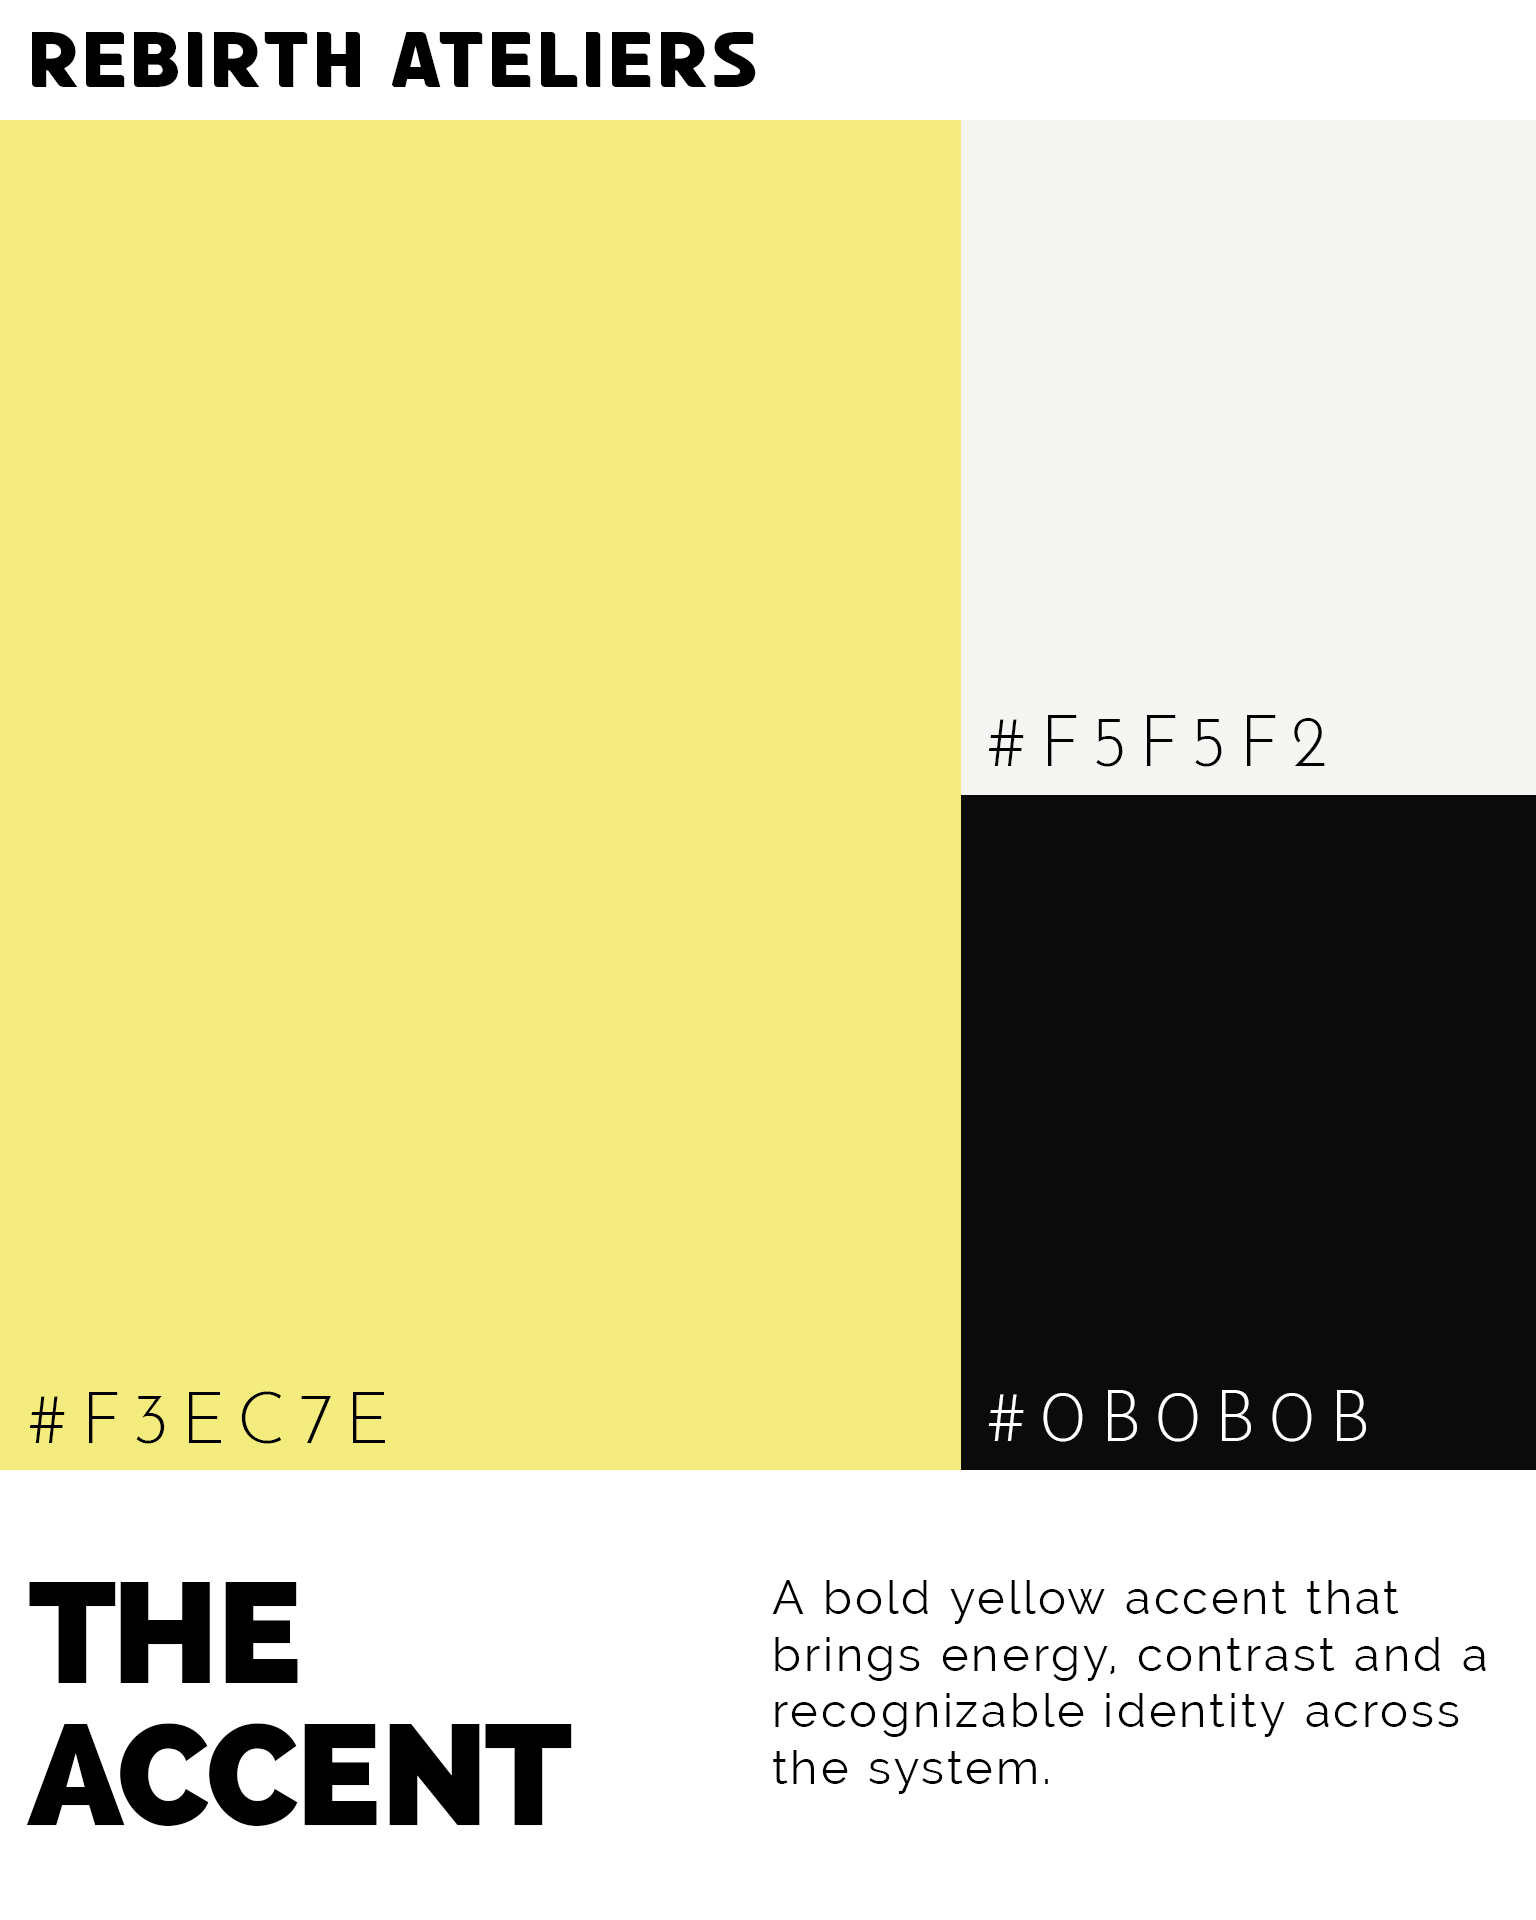 REBIRTH ATELIERS
#F5F5F2
#F3EC7E
#0B0B0B
THE
ACCENT
A bold yellow accent that
brings energy, contrast and a
recognizable identity across
the system.